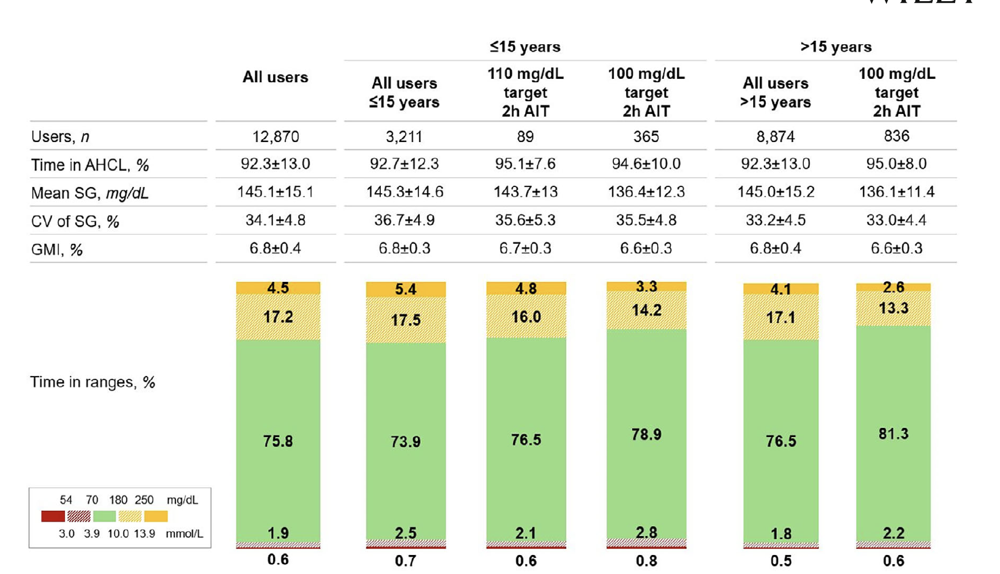 ≤15 years >15 years
All users All users ≤15 years 110 mg/dL target 2h AIT 100 mg/dL target 2h AIT All users >15 years 100 mg/dL target 2h AIT
Users, n 12,870 3,211 89 365 8,874 836
Time in AHCL, % 92.3±13.0 92.7±12.3 95.1±7.6 94.6±10.0 92.3±13.0 95.0±8.0
Mean SG, mg/dL 145.1±15.1 145.3±14.6 143.7±13 136.4±12.3 145.0±15.2 136.1±11.4
CV of SG, % 34.1±4.8 36.7±4.9 35.6±5.3 35.5±4.8 33.2±4.5 33.0±4.4
GMI, % 6.8±0.4 6.8±0.3 6.7±0.3 6.6±0.3 6.8±0.4 6.6±0.3
4.5 5.4 4.8 3.3 4.1 2.6
17.2 17.5 16.0 14.2 17.1 13.3
Time in ranges, %
75.8 73.9 76.5 78.9 76.5 81.3
54 70 180 250 mg/dL
3.0 3.9 10.0 13.9 mmol/L
1.9 2.5 2.1 2.8 1.8 2.2
0.6 0.7 0.6 0.8 0.5 0.6